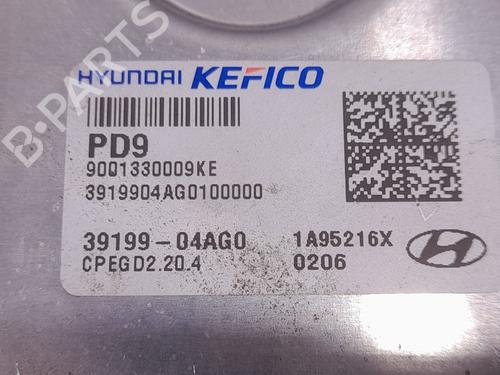 HYUNDAI KEFICO
PD9
9001330009KE
3919904AG0100000
39199-04AG0 1A95216X
CPEGD2.20.4 0206
B-PARTS